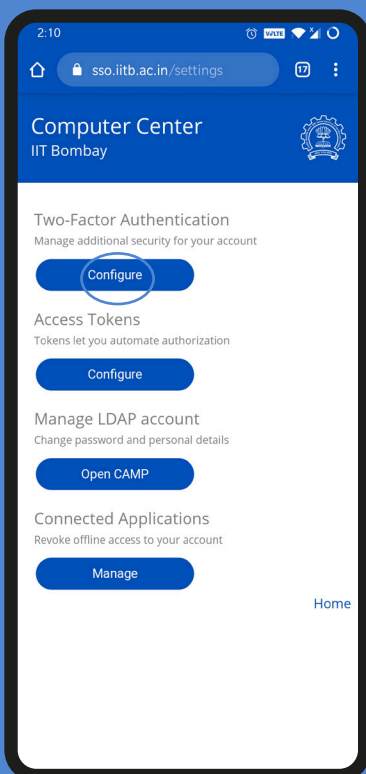 2:10
VoLTE
sso.iitb.ac.in/settings
17
Computer Center
IIT Bombay
Two-Factor Authentication
Manage additional security for your account
Configure
Access Tokens
Tokens let you automate authorization
Configure
Manage LDAP account
Change password and personal details
Open CAMP
Connected Applications
Revoke offline access to your account
Manage
Home